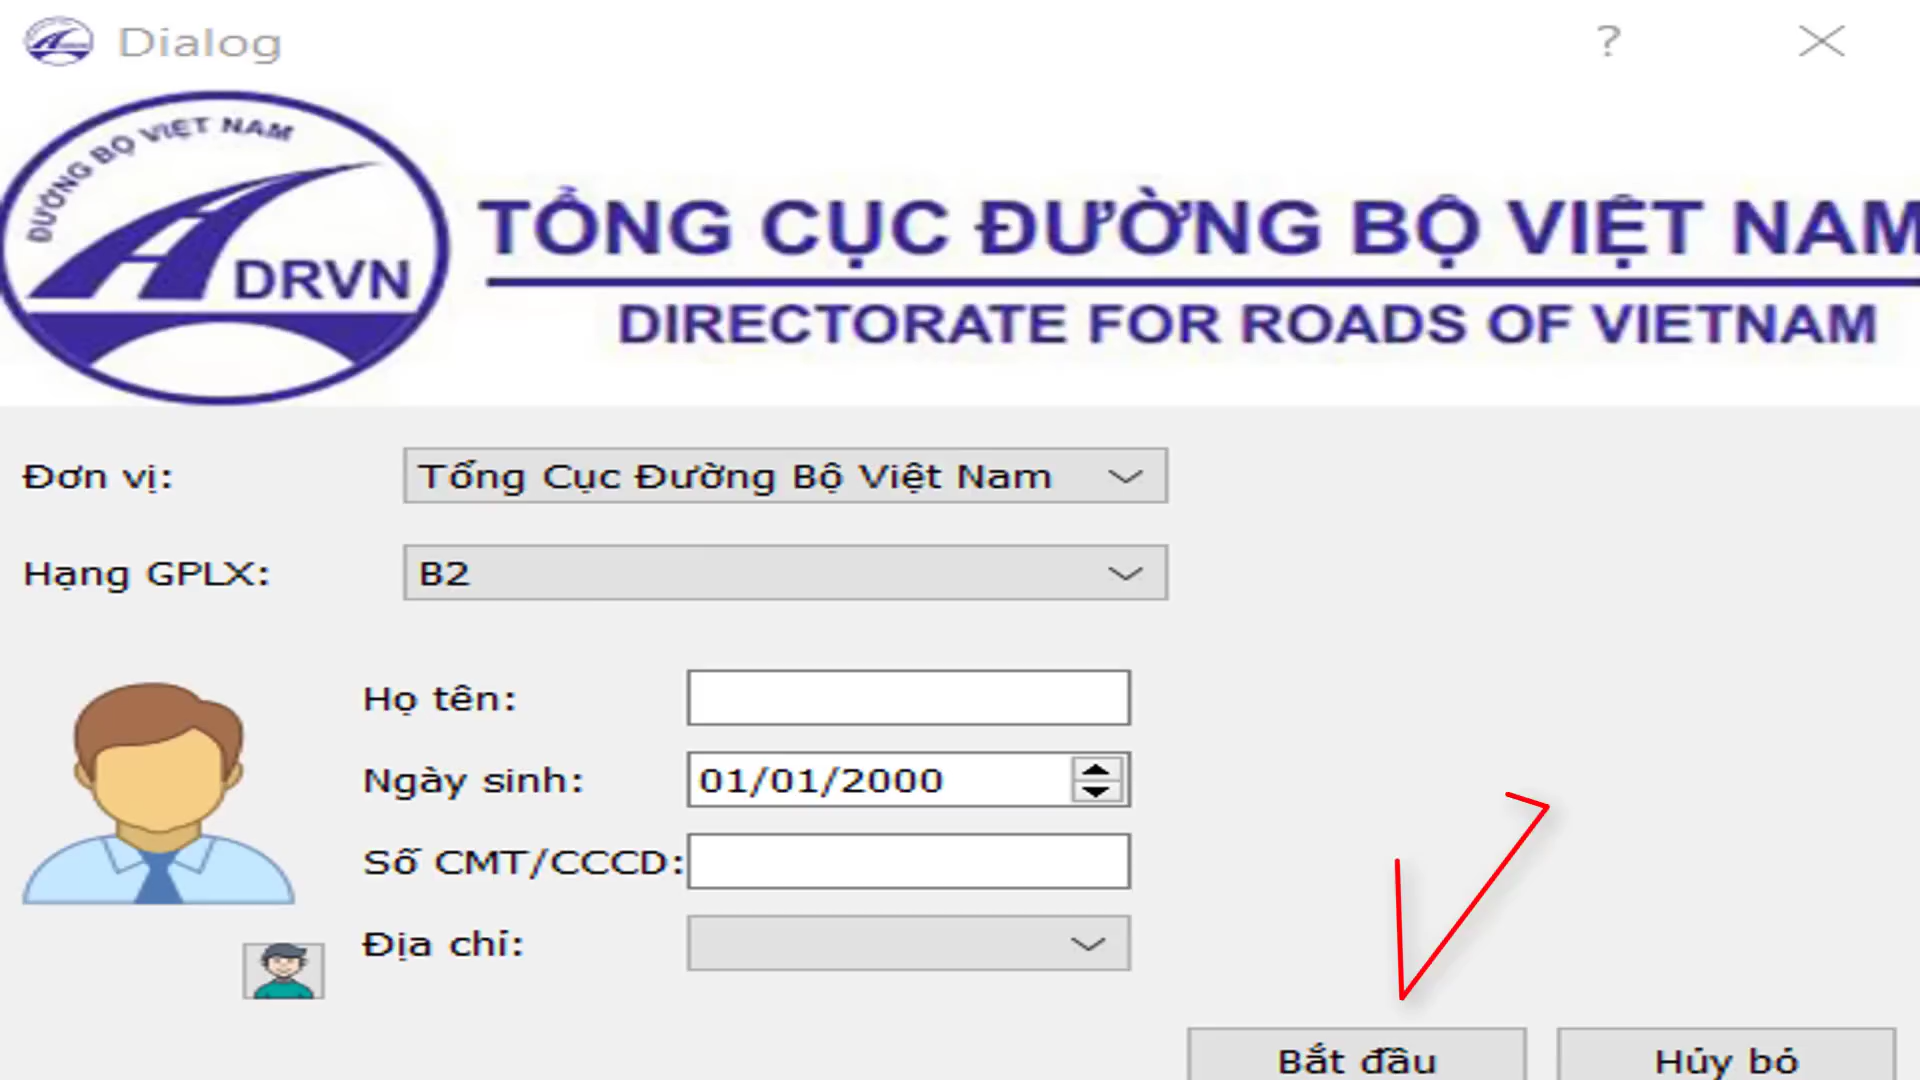 Dialog
?
ĐƯỜNG BỘ VIỆT NAM
DRVN
TỔNG CỤC ĐƯỜNG BỘ VIỆT NAM
DIRECTORATE FOR ROADS OF VIETNAM
Đơn vị: Tổng Cục Đường Bộ Việt Nam
Hạng GPLX: B2
Họ tên:
Ngày sinh: 01/01/2000
Số CMT/CCCD:
Địa chỉ:
Bắt đầu Hủy bỏ